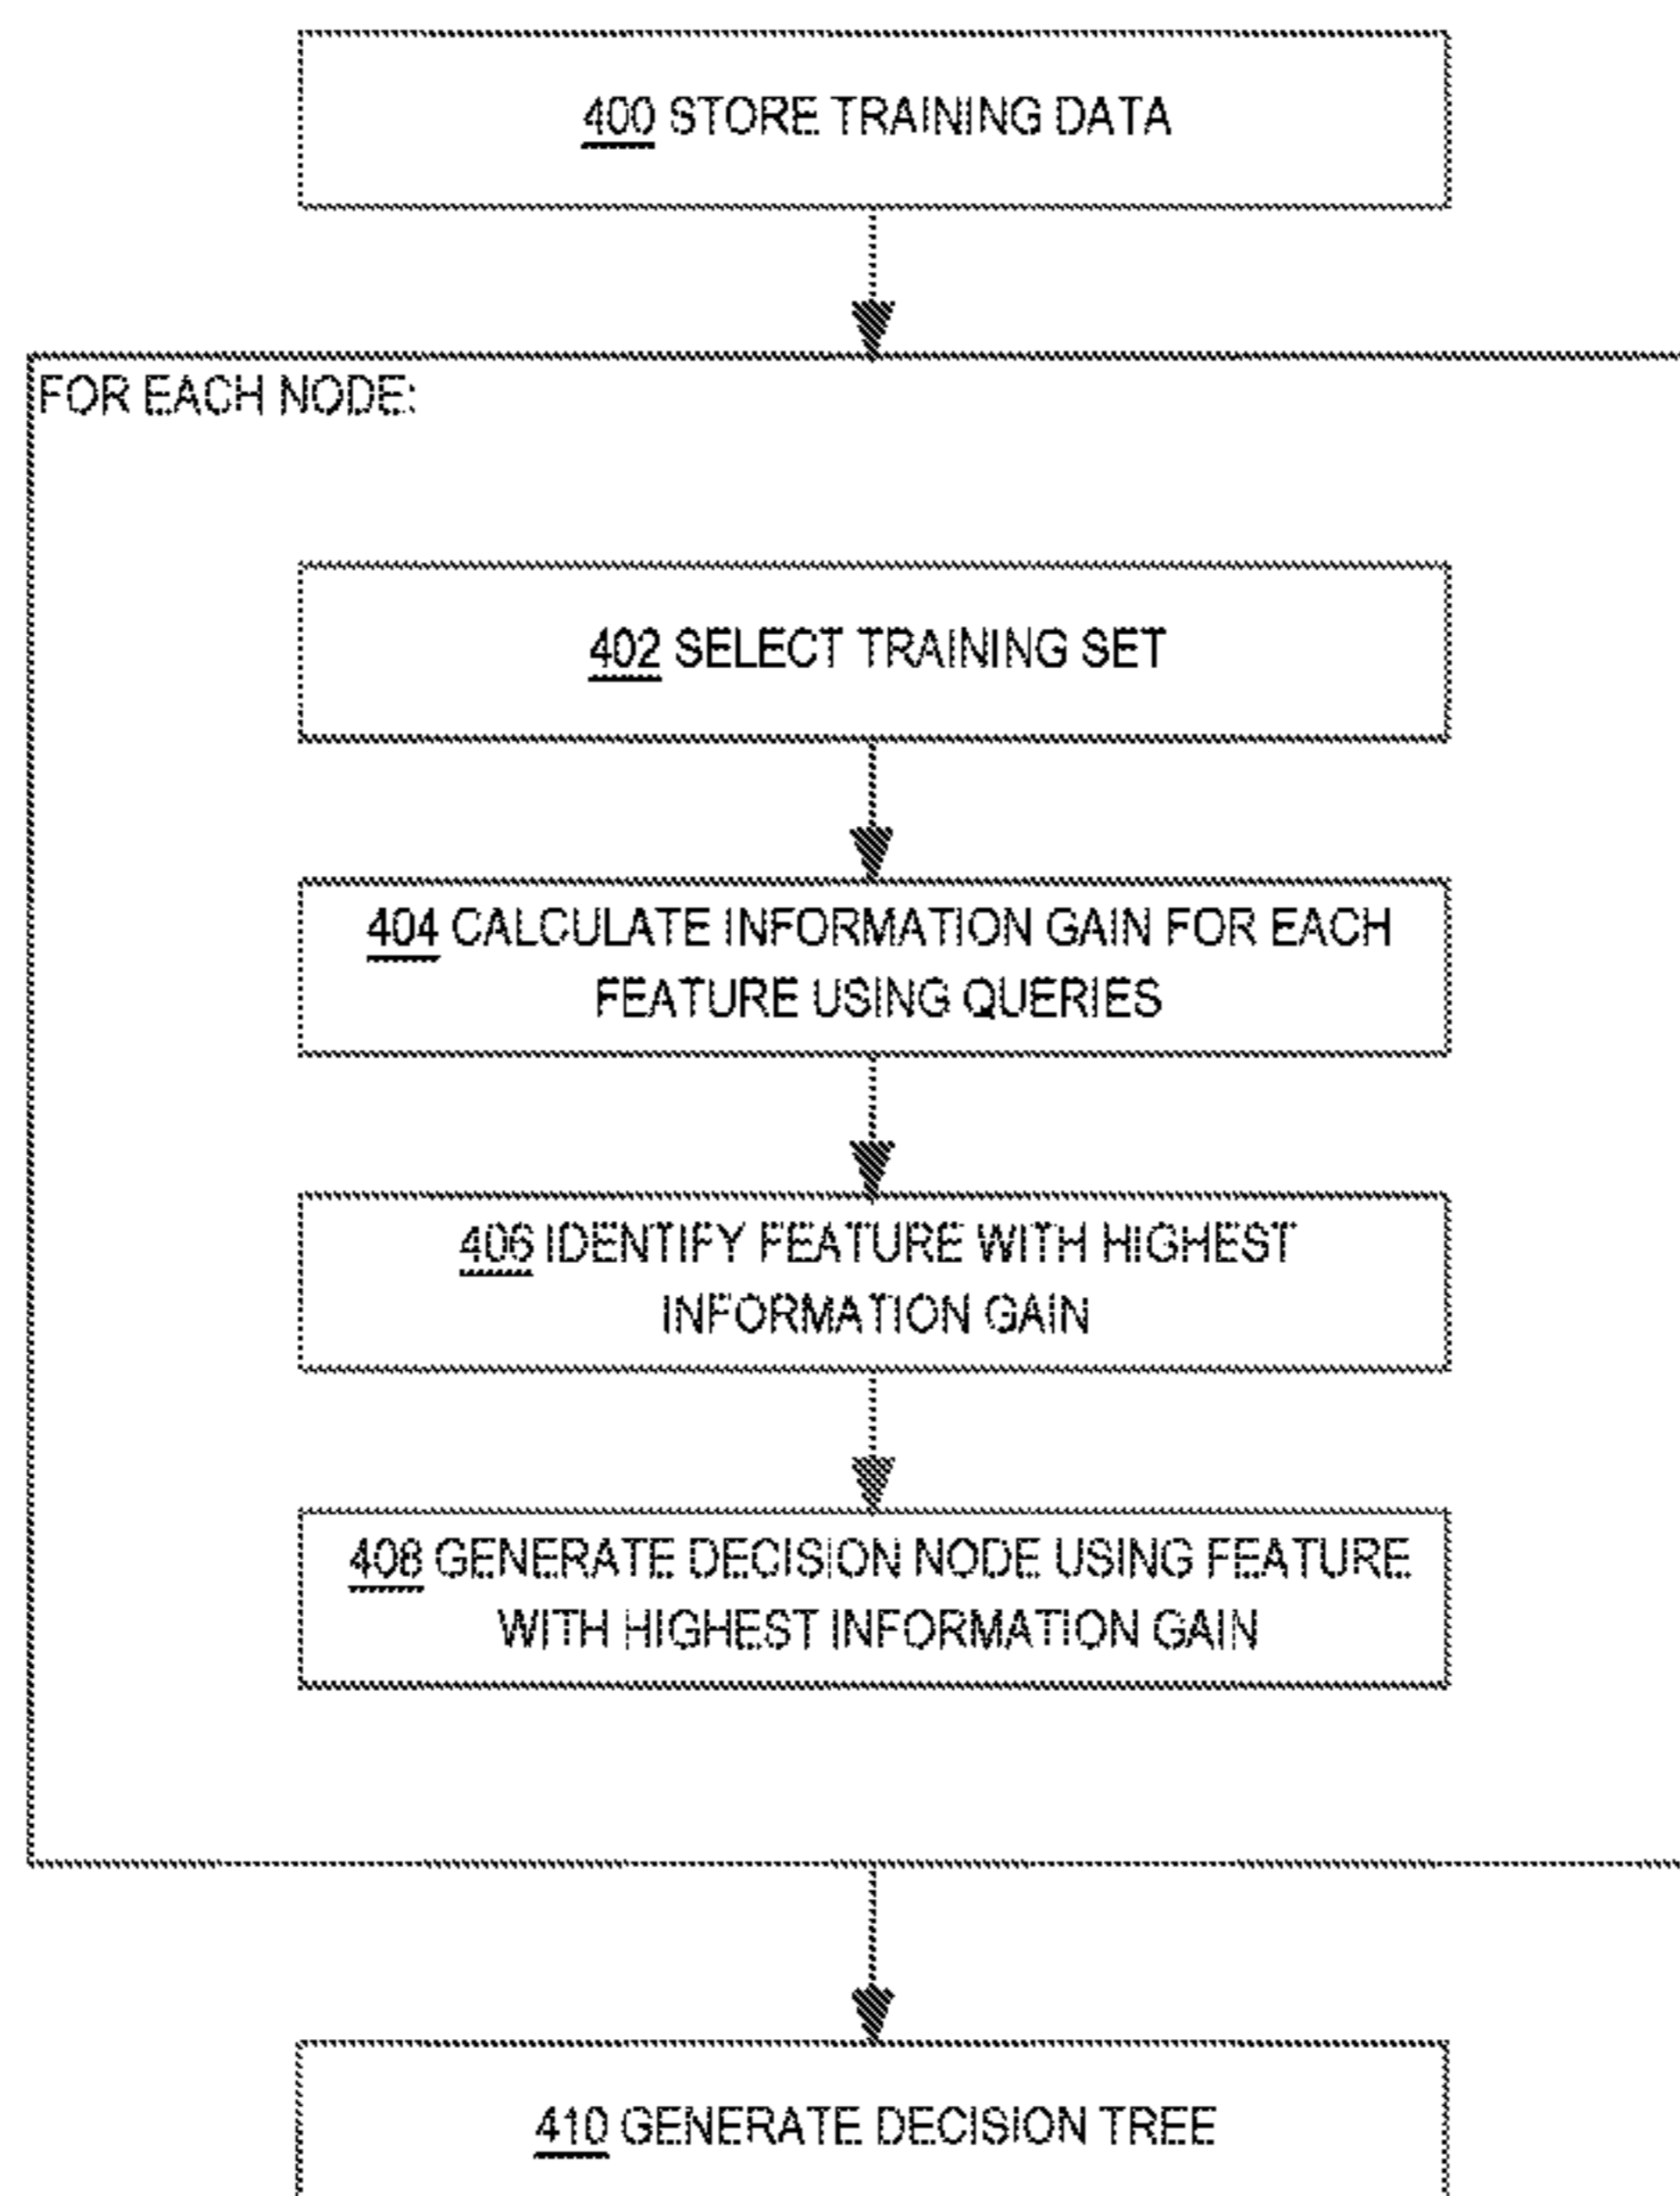 400 STORE TRAINING DATA
FOR EACH NODE:
402 SELECT TRAINING SET
404 CALCULATE INFORMATION GAIN FOR EACH
FEATURE USING QUERIES
406 IDENTIFY FEATURE WITH HIGHEST
INFORMATION GAIN
408 GENERATE DECISION NODE USING FEATURE
WITH HIGHEST INFORMATION GAIN
410 GENERATE DECISION TREE